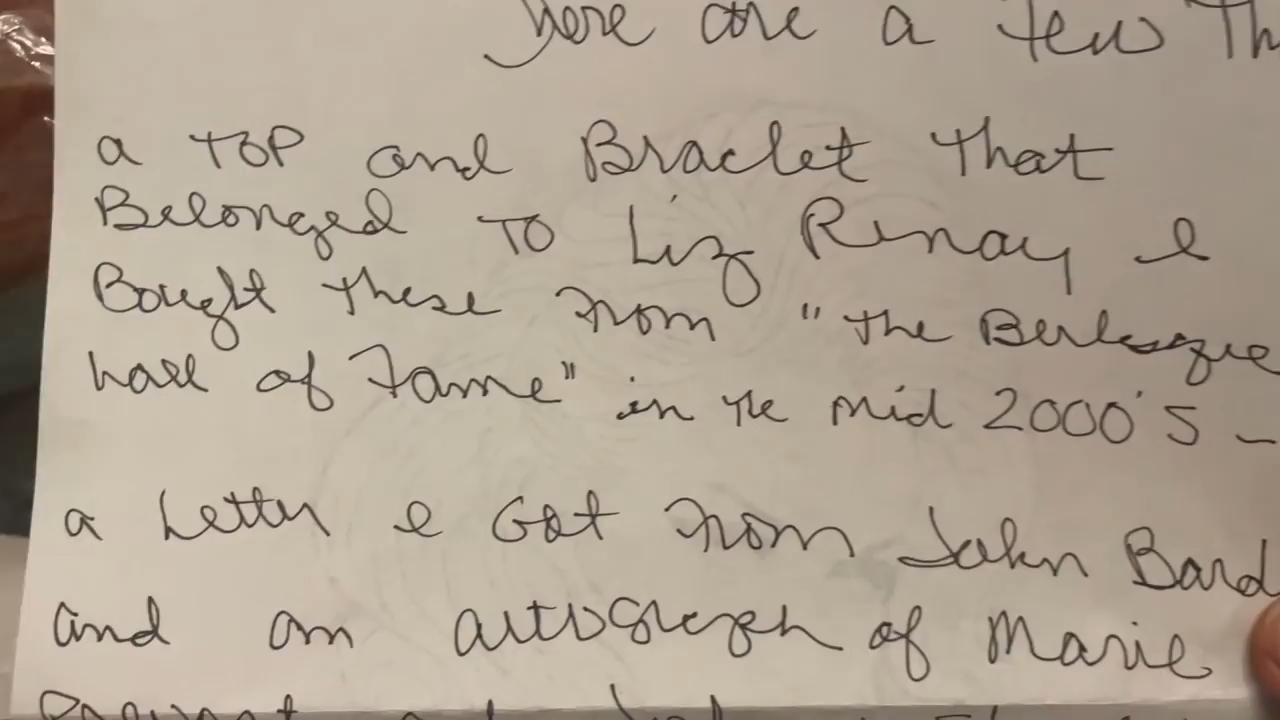 here are a few Th
a TOP and Braclet that
Belonged TO Liz Renay I
Bought these from "the Berlesque
hall of Fame" in the mid 2000's -
a Letter I Got from John Bard
and an autograph of Marie